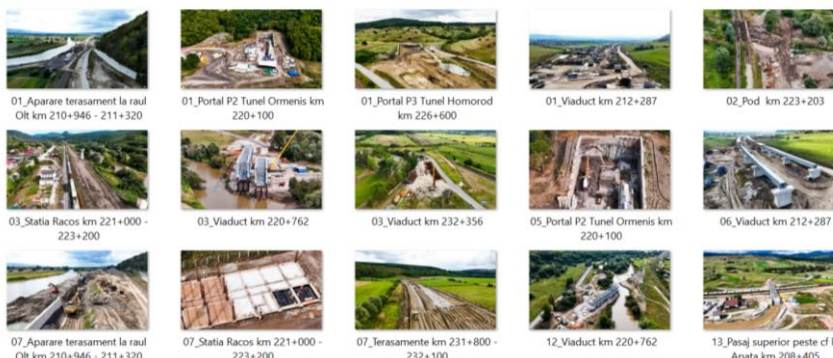 01_Aparare terasament la raul
Olt km 210+946 - 211+320
01_Portal P2 Tunel Ormenis km
220+100
01_Portal P3 Tunel Homorod
km 226+600
01_Viaduct km 212+287
02_Pod km 223+203
03_Statia Racos km 221+000 -
223+200
03_Viaduct km 220+762
03_Viaduct km 232+356
05_Portal P2 Tunel Ormenis km
220+100
06_Viaduct km 212+287
07_Aparare terasament la raul
Olt km 210+946 - 211+320
07_Statia Racos km 221+000 -
223+200
07_Terasamente km 231+800 -
232+100
12_Viaduct km 220+762
13_Pasaj superior peste cf
Apata km 208+405